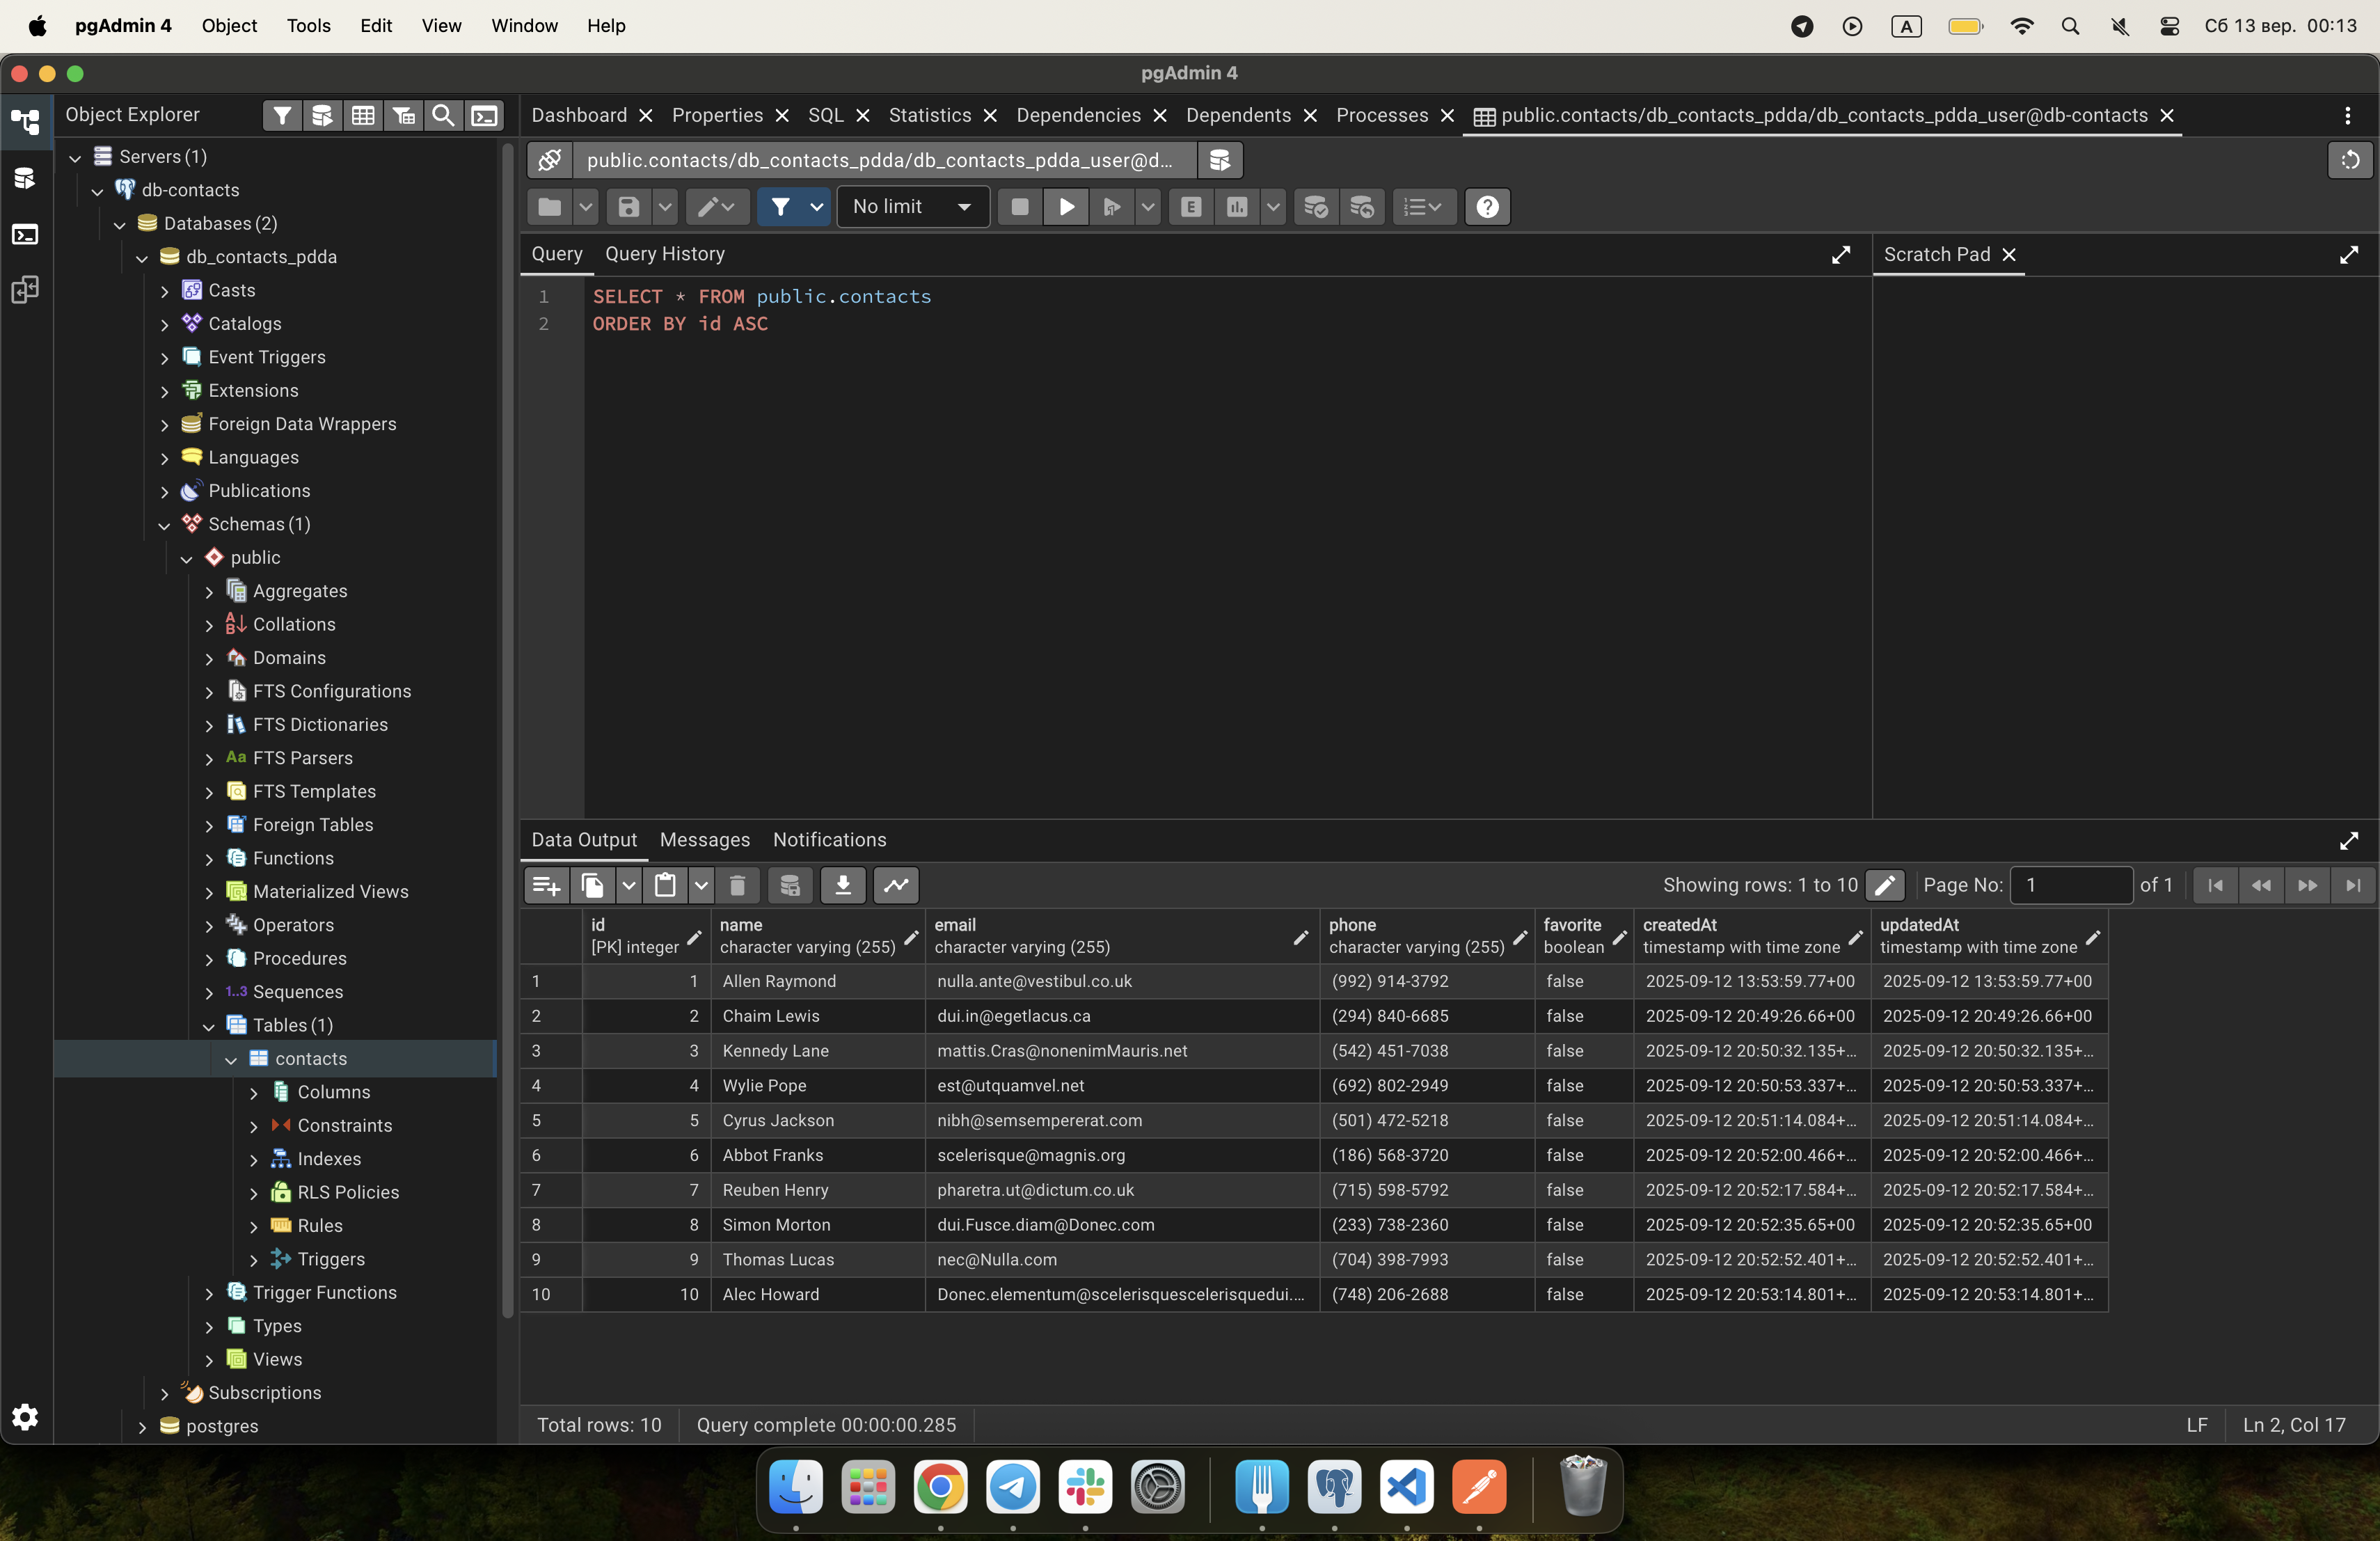 pgAdmin 4 Object Tools Edit View Window Help A Сб 13 вер. 00:13
pgAdmin 4
Object Explorer
Dashboard Properties SQL Statistics Dependencies Dependents Processes public.contacts/db_contacts_pdda/db_contacts_pdda_user@db-contacts
Servers (1)
db-contacts
Databases (2)
db_contacts_pdda
Casts
Catalogs
Event Triggers
Extensions
Foreign Data Wrappers
Languages
Publications
Schemas (1)
public
Aggregates
Collations
Domains
FTS Configurations
FTS Dictionaries
Aa FTS Parsers
FTS Templates
Foreign Tables
Functions
Materialized Views
Operators
Procedures
1..3 Sequences
Tables (1)
contacts
Columns
Constraints
Indexes
RLS Policies
Rules
Triggers
Trigger Functions
Types
Views
Subscriptions
postgres
public.contacts/db_contacts_pdda/db_contacts_pdda_user@d...
No limit E
Query Query History
Scratch Pad
1 SELECT * FROM public.contacts
2 ORDER BY id ASC
Data Output Messages Notifications
Showing rows: 1 to 10 Page No: 1 of 1
id name email phone favorite createdAt updatedAt
[PK] integer character varying (255) character varying (255) character varying (255) boolean timestamp with time zone timestamp with time zone
1 1 Allen Raymond nulla.ante@vestibul.co.uk (992) 914-3792 false 2025-09-12 13:53:59.77+00 2025-09-12 13:53:59.77+00
2 2 Chaim Lewis dui.in@egetlacus.ca (294) 840-6685 false 2025-09-12 20:49:26.66+00 2025-09-12 20:49:26.66+00
3 3 Kennedy Lane mattis.Cras@nonenimMauris.net (542) 451-7038 false 2025-09-12 20:50:32.135+... 2025-09-12 20:50:32.135+...
4 4 Wylie Pope est@utquamvel.net (692) 802-2949 false 2025-09-12 20:50:53.337+... 2025-09-12 20:50:53.337+...
5 5 Cyrus Jackson nibh@semsempererat.com (501) 472-5218 false 2025-09-12 20:51:14.084+... 2025-09-12 20:51:14.084+...
6 6 Abbot Franks scelerisque@magnis.org (186) 568-3720 false 2025-09-12 20:52:00.466+... 2025-09-12 20:52:00.466+...
7 7 Reuben Henry pharetra.ut@dictum.co.uk (715) 598-5792 false 2025-09-12 20:52:17.584+... 2025-09-12 20:52:17.584+...
8 8 Simon Morton dui.Fusce.diam@Donec.com (233) 738-2360 false 2025-09-12 20:52:35.65+00 2025-09-12 20:52:35.65+00
9 9 Thomas Lucas nec@Nulla.com (704) 398-7993 false 2025-09-12 20:52:52.401+... 2025-09-12 20:52:52.401+...
10 10 Alec Howard Donec.elementum@scelerisquescelerisquedui.... (748) 206-2688 false 2025-09-12 20:53:14.801+... 2025-09-12 20:53:14.801+...
Total rows: 10 Query complete 00:00:00.285 LF Ln 2, Col 17